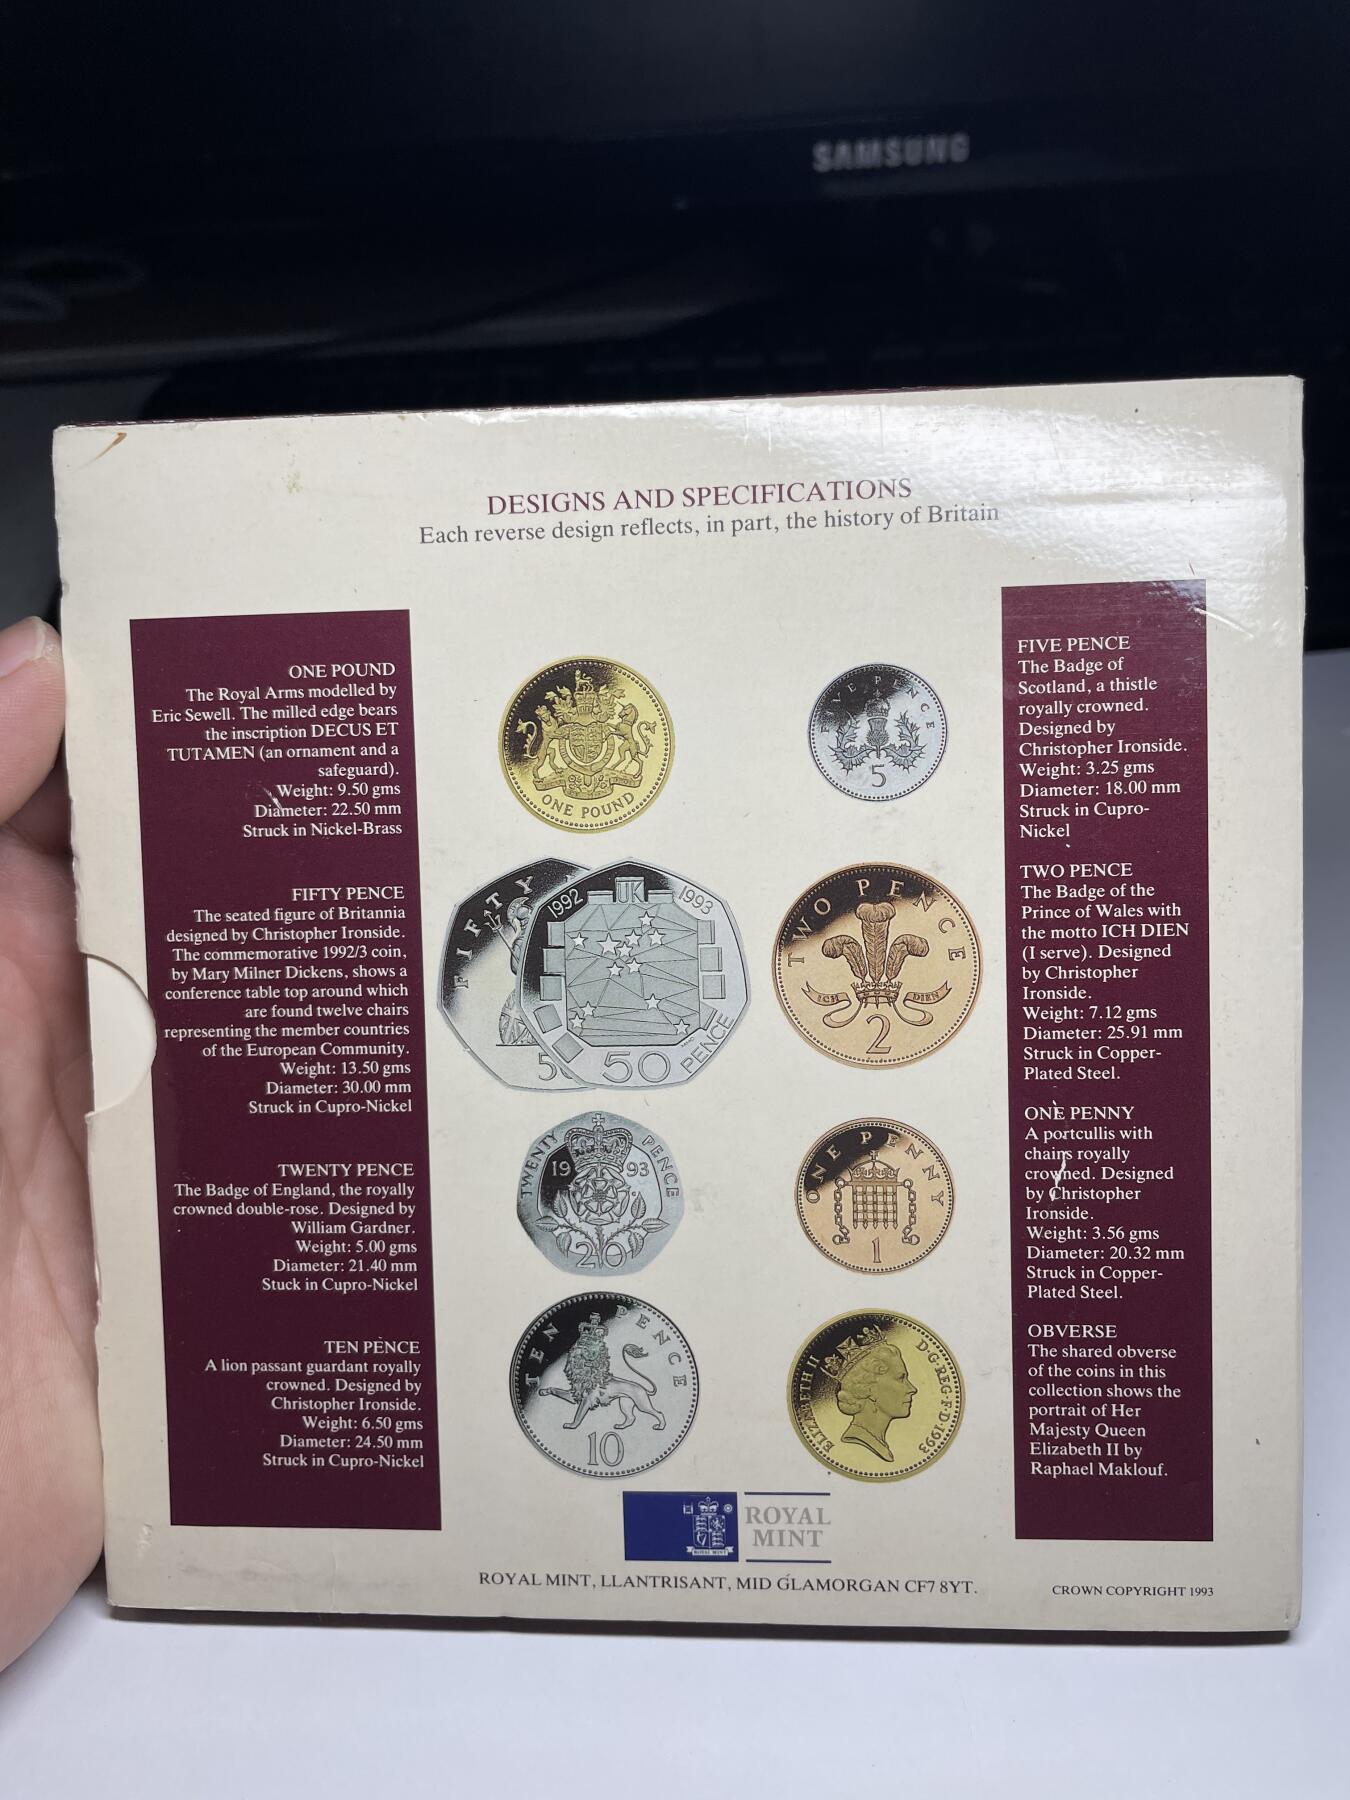 SAMSUNG
DESIGNS AND SPECIFICATIONS
Each reverse design reflects, in part, the history of Britain
ONE POUND
The Royal Arms modelled by
Eric Sewell. The milled edge bears
the inscription DECUS ET
TUTAMEN (an ornament and a
safeguard).
Weight: 9.50 gms
Diameter: 22.50 mm
Struck in Nickel-Brass
FIFTY PENCE
The seated figure of Britannia
designed by Christopher Ironside.
The commemorative 1992/3 coin,
by Mary Milner Dickens, shows a
conference table top around which
are found twelve chairs
representing the member countries
of the European Community.
Weight: 13.50 gms
Diameter: 30.00 mm
Struck in Cupro-Nickel
TWENTY PENCE
The Badge of England, the royally
crowned double-rose. Designed by
William Gardner.
Weight: 5.00 gms
Diameter: 21.40 mm
Stuck in Cupro-Nickel
TEN PENCE
A lion passant guardant royally
crowned. Designed by
Christopher Ironside.
Weight: 6.50 gms
Diameter: 24.50 mm
Struck in Cupro-Nickel
ONE POUND
FIVE PENCE
5
FIFTY
50
1992 UK 1993
50 PENCE
TWO PENCE
ICH DIEN
2
TWENTY PENCE
19 93
20
ONE PENNY
1
TEN PENCE
10
ELIZABETH II D·G·REG·F·D·1993
FIVE PENCE
The Badge of
Scotland, a thistle
royally crowned.
Designed by
Christopher Ironside.
Weight: 3.25 gms
Diameter: 18.00 mm
Struck in Cupro-
Nickel
TWO PENCE
The Badge of the
Prince of Wales with
the motto ICH DIEN
(I serve). Designed
by Christopher
Ironside.
Weight: 7.12 gms
Diameter: 25.91 mm
Struck in Copper-
Plated Steel.
ONE PENNY
A portcullis with
chains royally
crowned. Designed
by Christopher
Ironside.
Weight: 3.56 gms
Diameter: 20.32 mm
Struck in Copper-
Plated Steel.
OBVERSE
The shared obverse
of the coins in this
collection shows the
portrait of Her
Majesty Queen
Elizabeth II by
Raphael Maklouf.
ROYAL MINT
ROYAL
MINT
ROYAL MINT, LLANTRISANT, MID GLAMORGAN CF7 8YT.
CROWN COPYRIGHT 1993